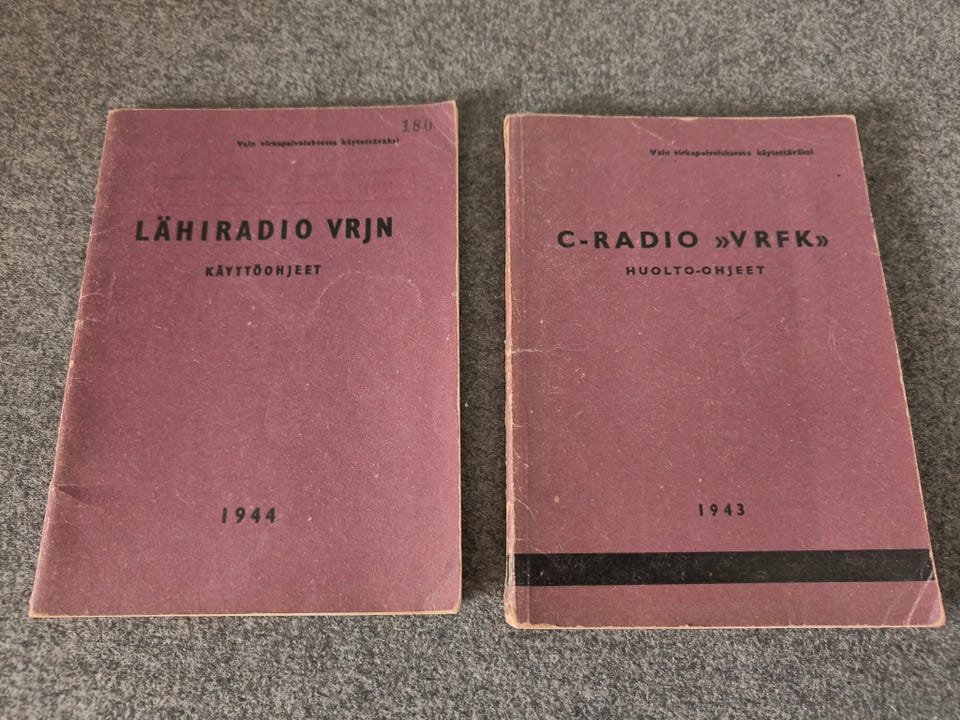 180
Vain virkapalveluksessa käytettäväksi
LÄHIRADIO VRJN
KÄYTTÖOHJEET
1944
Vain virkapalveluksessa käytettäväksi
C-RADIO »VRFK»
HUOLTO-OHJEET
1943